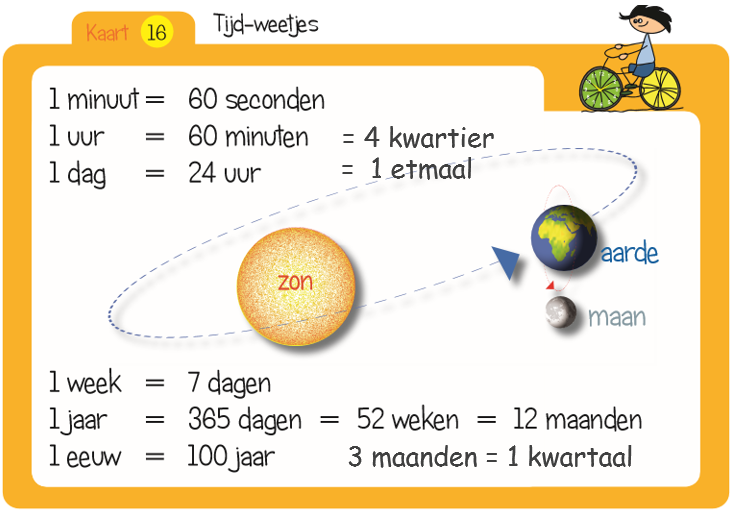 Kaart 16 Tijd-weetjes
1 minuut = 60 seconden
1 uur = 60 minuten = 4 kwartier
1 dag = 24 uur = 1 etmaal
zon
aarde
maan
1 week = 7 dagen
1 jaar = 365 dagen = 52 weken = 12 maanden
1 eeuw = 100 jaar 3 maanden = 1 kwartaal